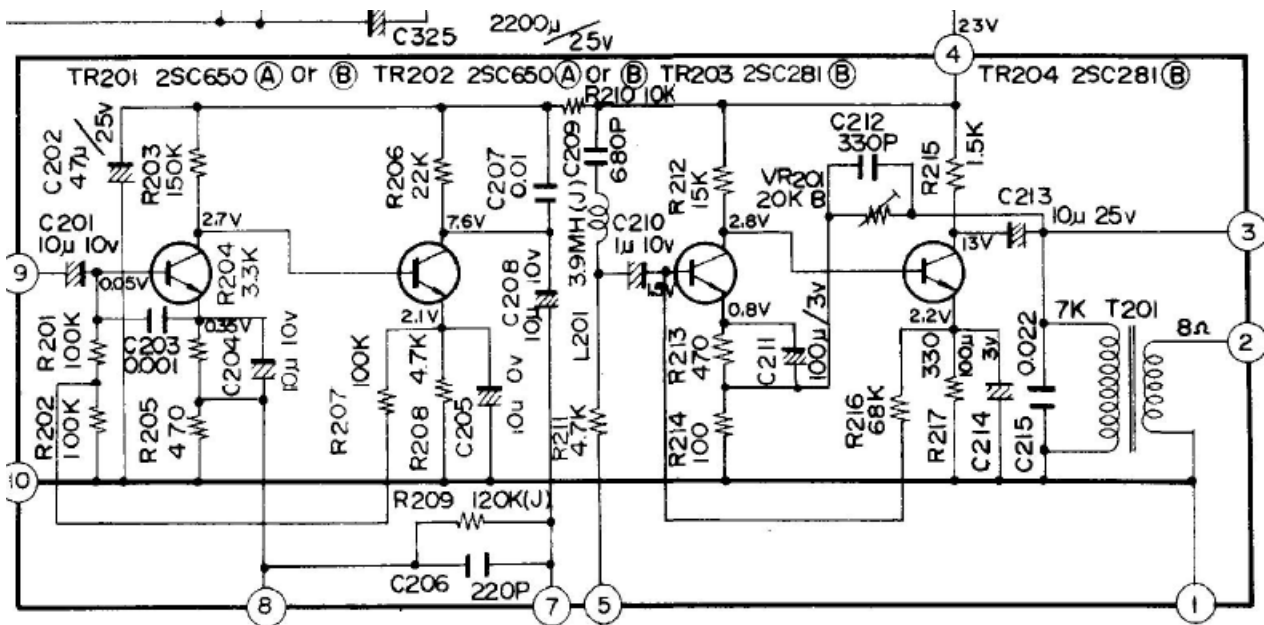 C325
2200μ/25V
23V
4
TR201 2SC650 Ⓐ or Ⓑ
TR202 2SC650 Ⓐ or Ⓑ
TR203 2SC281 Ⓑ
TR204 2SC281 Ⓑ
R210 10K
C202
47μ/25V
R203
150K
R206
22K
C207
0.01
C209
680P
R212
15K
C212
330P
VR201
20K B
R215
1.5K
C213
10μ 25V
C201
10μ 10V
2.7V
7.6V
C210
1μ 10V
2.8V
13V
3
9
0.05V
R204
3.3K
C208
10μ 10V
3.9MH(J)
L201
R201
100K
C203
0.001
0.35V
C204
10μ 10V
2.1V
0.8V
2.2V
7K
T201
8Ω
2
R202
100K
R205
470
R207
100K
R208
4.7K
C205
10μ 0V
R211
4.7K
R213
470
C211
100μ/3V
R214
100
R216
68K
R217
330
100μ
3V
C214
C215
0.022
10
R209 120K(J)
C206
220P
8
7
5
1